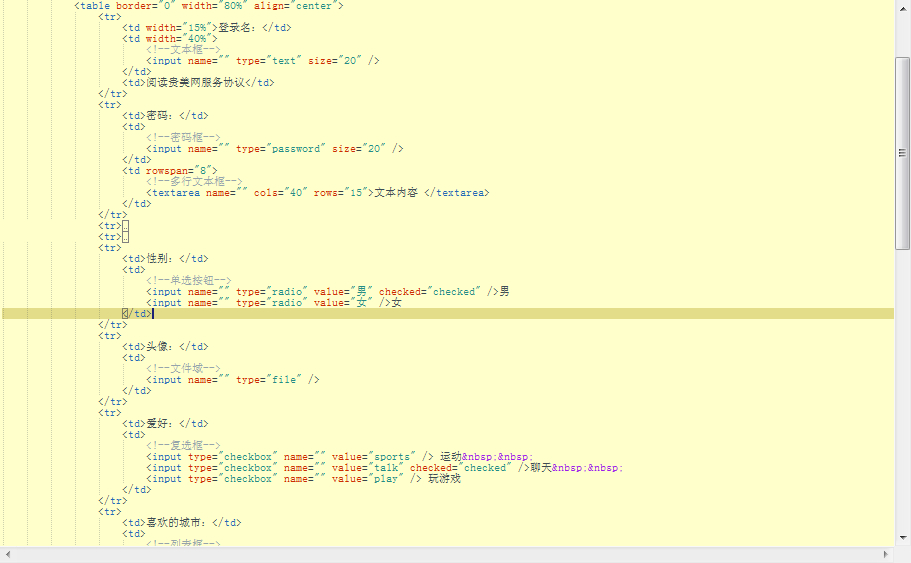 <table border="0" width="80%" align="center">
<tr>
<td width="15%">登录名：</td>
<td width="40%">
<!--文本框-->
<input name="" type="text" size="20" />
</td>
<td>阅读贵美网服务协议</td>
</tr>
<tr>
<td>密码：</td>
<td>
<!--密码框-->
<input name="" type="password" size="20" />
</td>
<td rowspan="8">
<!--多行文本框-->
<textarea name="" cols="40" rows="15">文本内容 </textarea>
</td>
</tr>
<tr>..
<tr>..
<tr>
<td>性别：</td>
<td>
<!--单选按钮-->
<input name="" type="radio" value="男" checked="checked" />男
<input name="" type="radio" value="女" />女
</td>
</tr>
<tr>
<td>头像：</td>
<td>
<!--文件域-->
<input name="" type="file" />
</td>
</tr>
<tr>
<td>爱好：</td>
<td>
<!--复选框-->
<input type="checkbox" name="" value="sports" /> 运动&nbsp;&nbsp;
<input type="checkbox" name="" value="talk" checked="checked" />聊天&nbsp;&nbsp;
<input type="checkbox" name="" value="play" /> 玩游戏
</td>
</tr>
<tr>
<td>喜欢的城市：</td>
<td>
<!--列表框-->